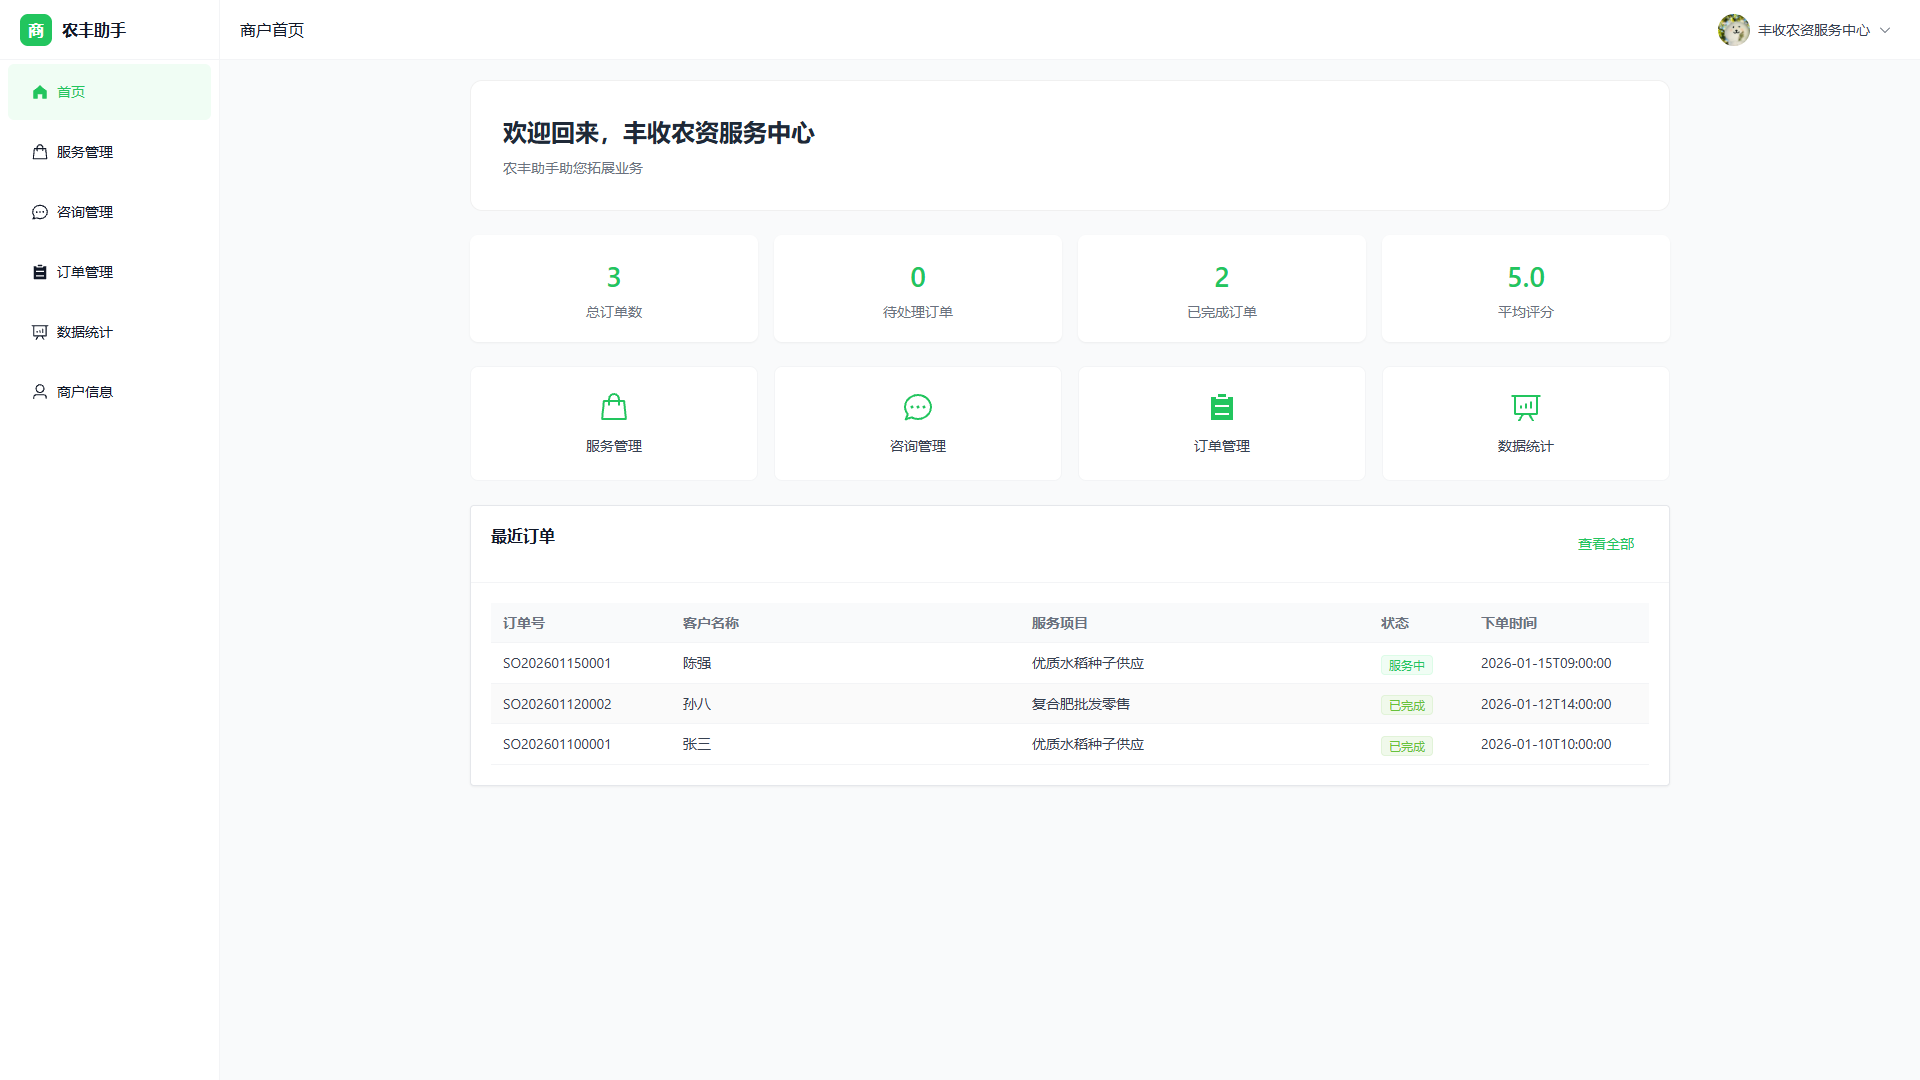 商 农丰助手
商户首页
丰收农资服务中心
首页
服务管理
咨询管理
订单管理
数据统计
商户信息
欢迎回来，丰收农资服务中心
农丰助手助您拓展业务
3
总订单数
0
待处理订单
2
已完成订单
5.0
平均评分
服务管理
咨询管理
订单管理
数据统计
最近订单
查看全部
订单号 客户名称 服务项目 状态 下单时间
SO202601150001 陈强 优质水稻种子供应 服务中 2026-01-15T09:00:00
SO202601120002 孙八 复合肥批发零售 已完成 2026-01-12T14:00:00
SO202601100001 张三 优质水稻种子供应 已完成 2026-01-10T10:00:00